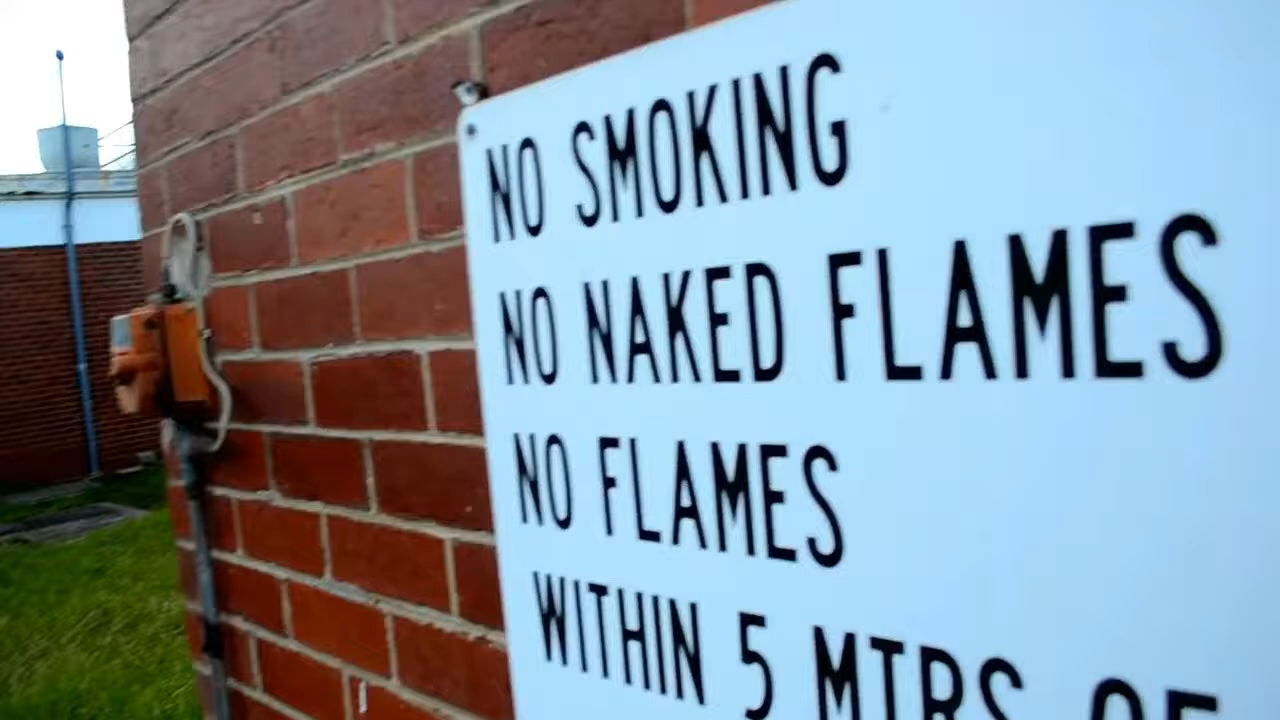 NO SMOKING
NO NAKED FLAMES
NO FLAMES
WITHIN 5 MTRS OF